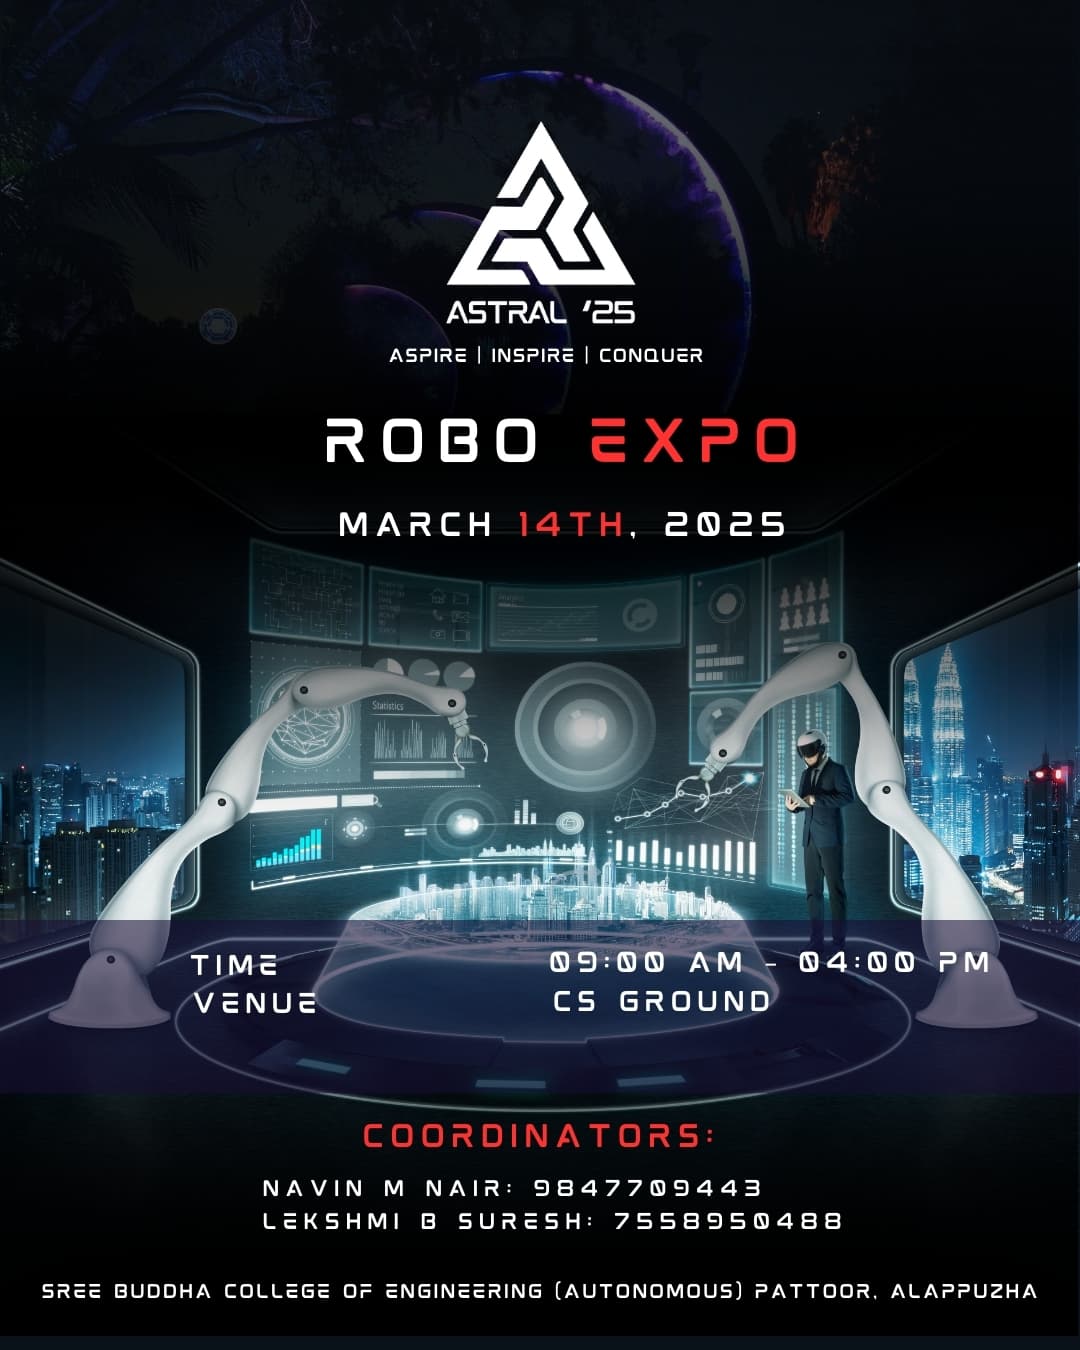 ASTRAL '25
ASPIRE | INSPIRE | CONQUER
ROBO EXPO
MARCH 14TH, 2025
Statistics
TIME 09:00 AM - 04:00 PM
VENUE CS GROUND
COORDINATORS:
NAVIN M NAIR: 9847709443
LEKSHMI B SURESH: 7558950488
SREE BUDDHA COLLEGE OF ENGINEERING (AUTONOMOUS) PATTOOR, ALAPPUZHA